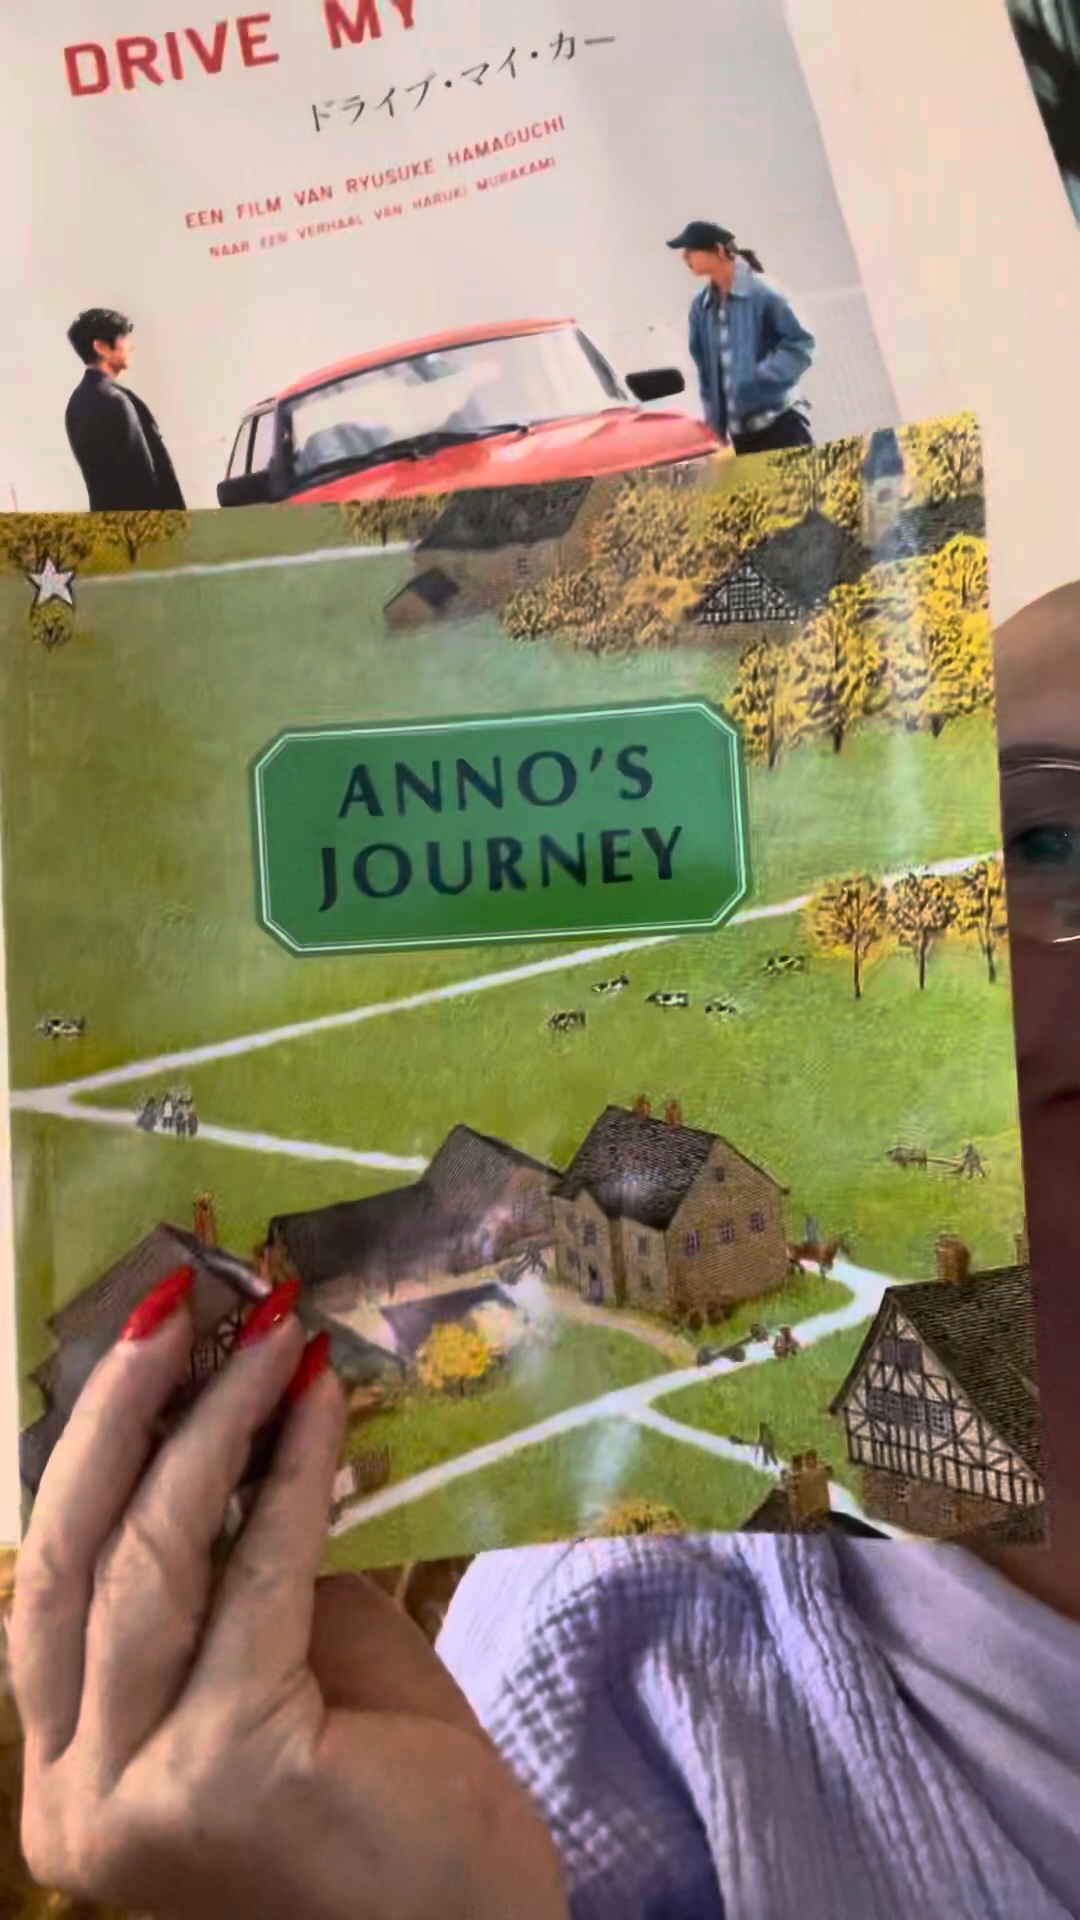 DRIVE MY
ドライブ・マイ・カー
EEN FILM VAN RYUSUKE HAMAGUCHI
NAAR EEN VERHAAL VAN HARUKI MURAKAMI
ANNO'S
JOURNEY